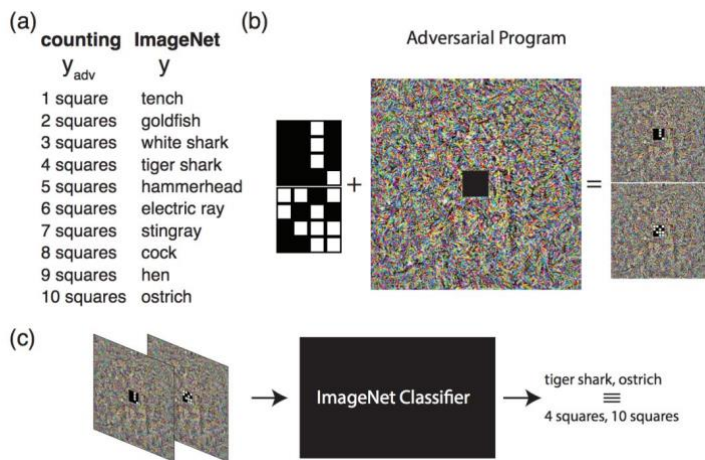 (a)
counting ImageNet
y_adv y
1 square tench
2 squares goldfish
3 squares white shark
4 squares tiger shark
5 squares hammerhead
6 squares electric ray
7 squares stingray
8 squares cock
9 squares hen
10 squares ostrich
(b)
Adversarial Program
+ =
(c)
ImageNet Classifier
tiger shark, ostrich
≡
4 squares, 10 squares